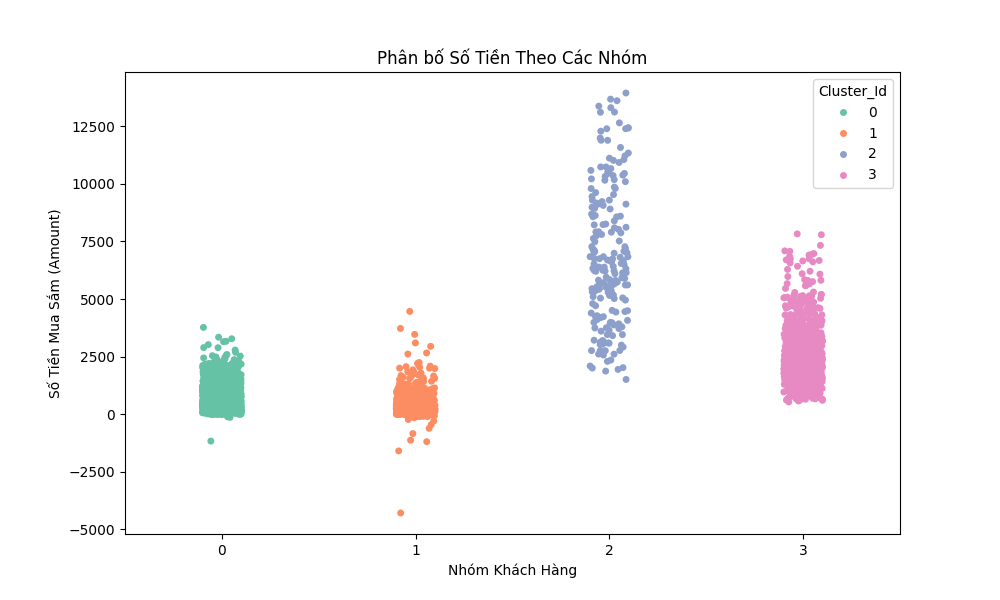 Phân bố Số Tiền Theo Các Nhóm
Cluster_Id
0
1
2
3
Số Tiền Mua Sắm (Amount)
12500
10000
7500
5000
2500
0
−2500
−5000
0 1 2 3
Nhóm Khách Hàng